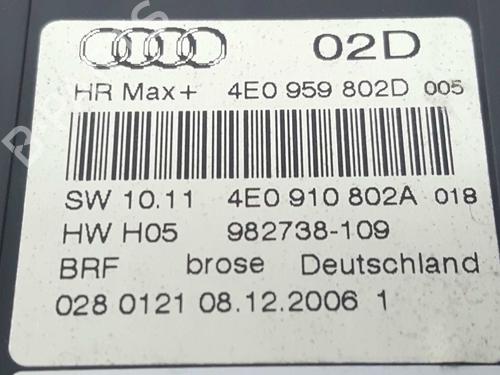 02D
HR Max+ 4E0 959 802D 005
SW 10.11 4E0 910 802A 018
HW H05 982738-109
BRF brose Deutschland
028 0121 08.12.2006 1